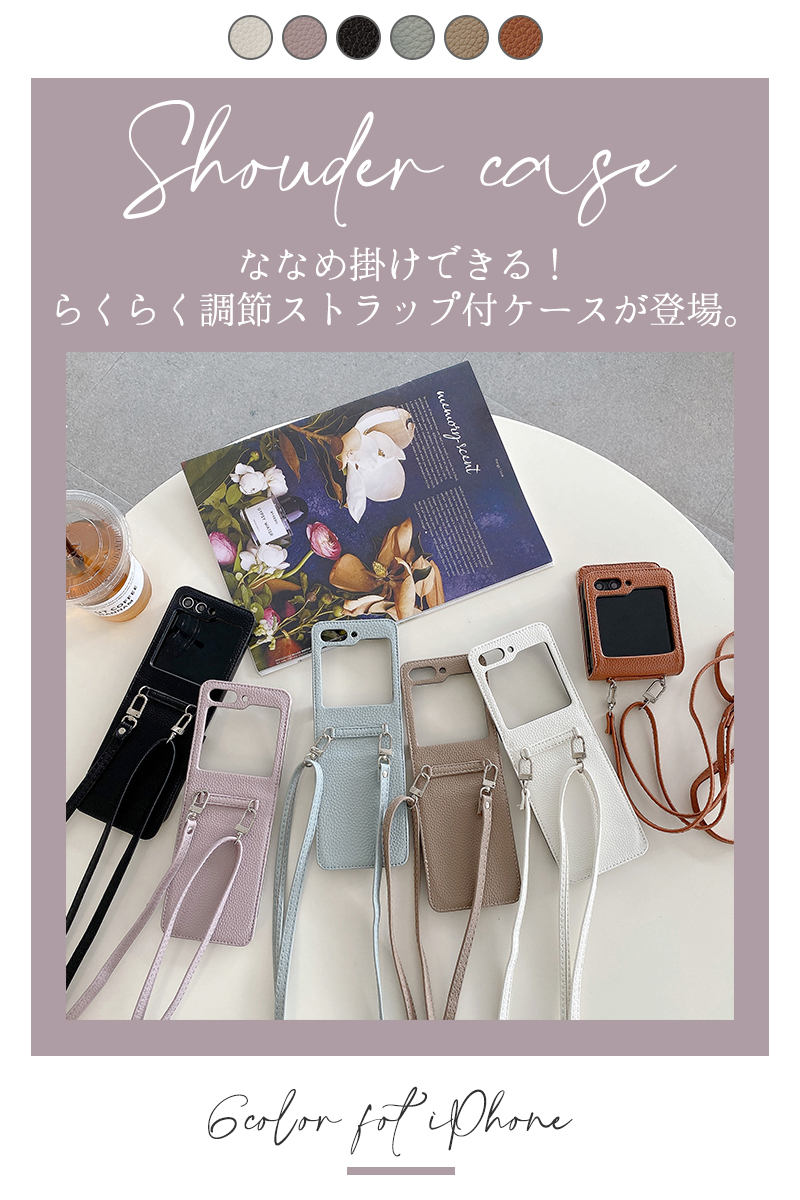 Shouder case
ななめ掛けできる！
らくらく調節ストラップ付ケースが登場。
memory-scent
6color fot iPhone